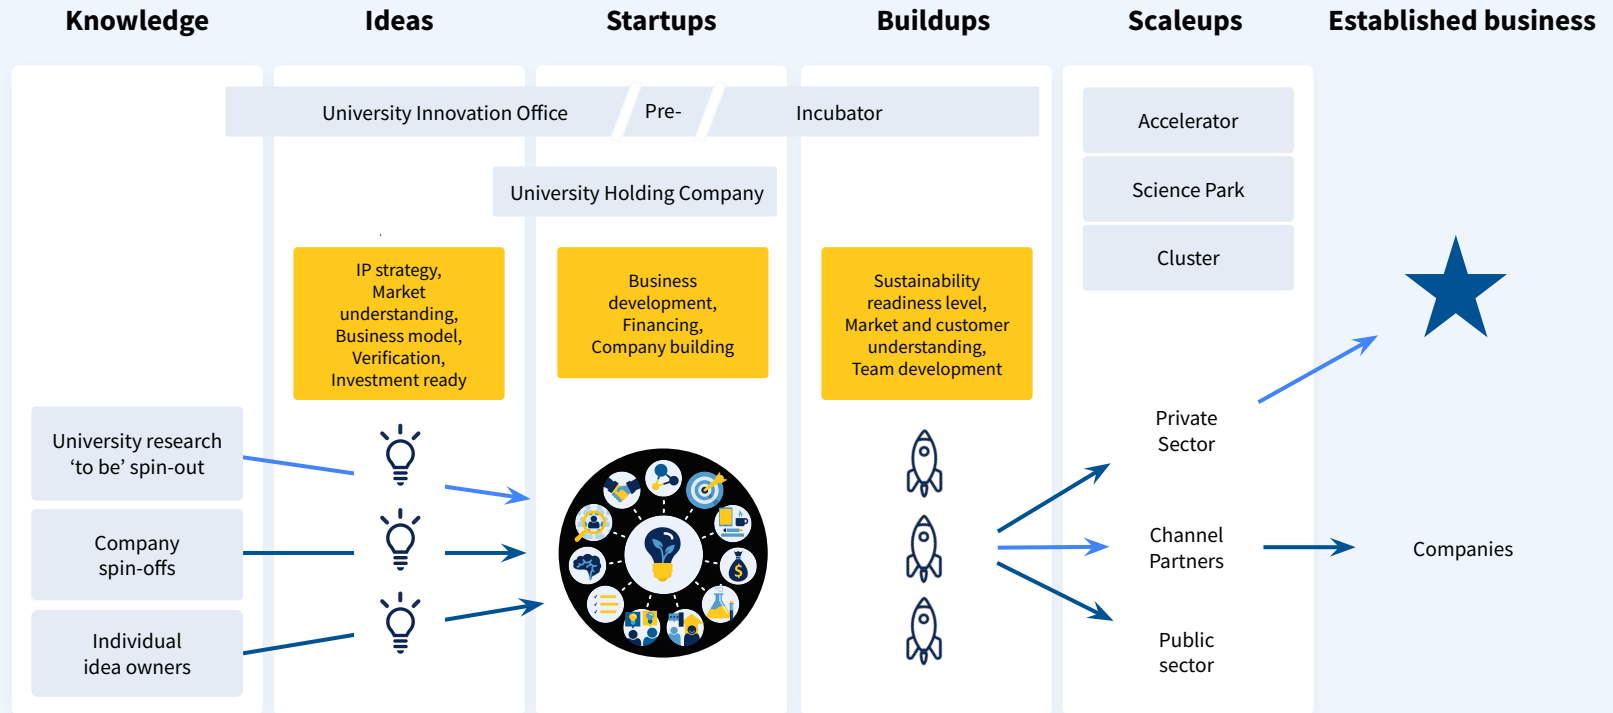 Knowledge
Ideas
Startups
Buildups
Scaleups
Established business
University Innovation Office
Pre-
Incubator
University Holding Company
Accelerator
Science Park
Cluster
IP strategy,
Market
understanding,
Business model,
Verification,
Investment ready
Business
development,
Financing,
Company building
Sustainability
readiness level,
Market and customer
understanding,
Team development
University research
‘to be’ spin-out
Company
spin-offs
Individual
idea owners
$
Private
Sector
Channel
Partners
Public
sector
Companies